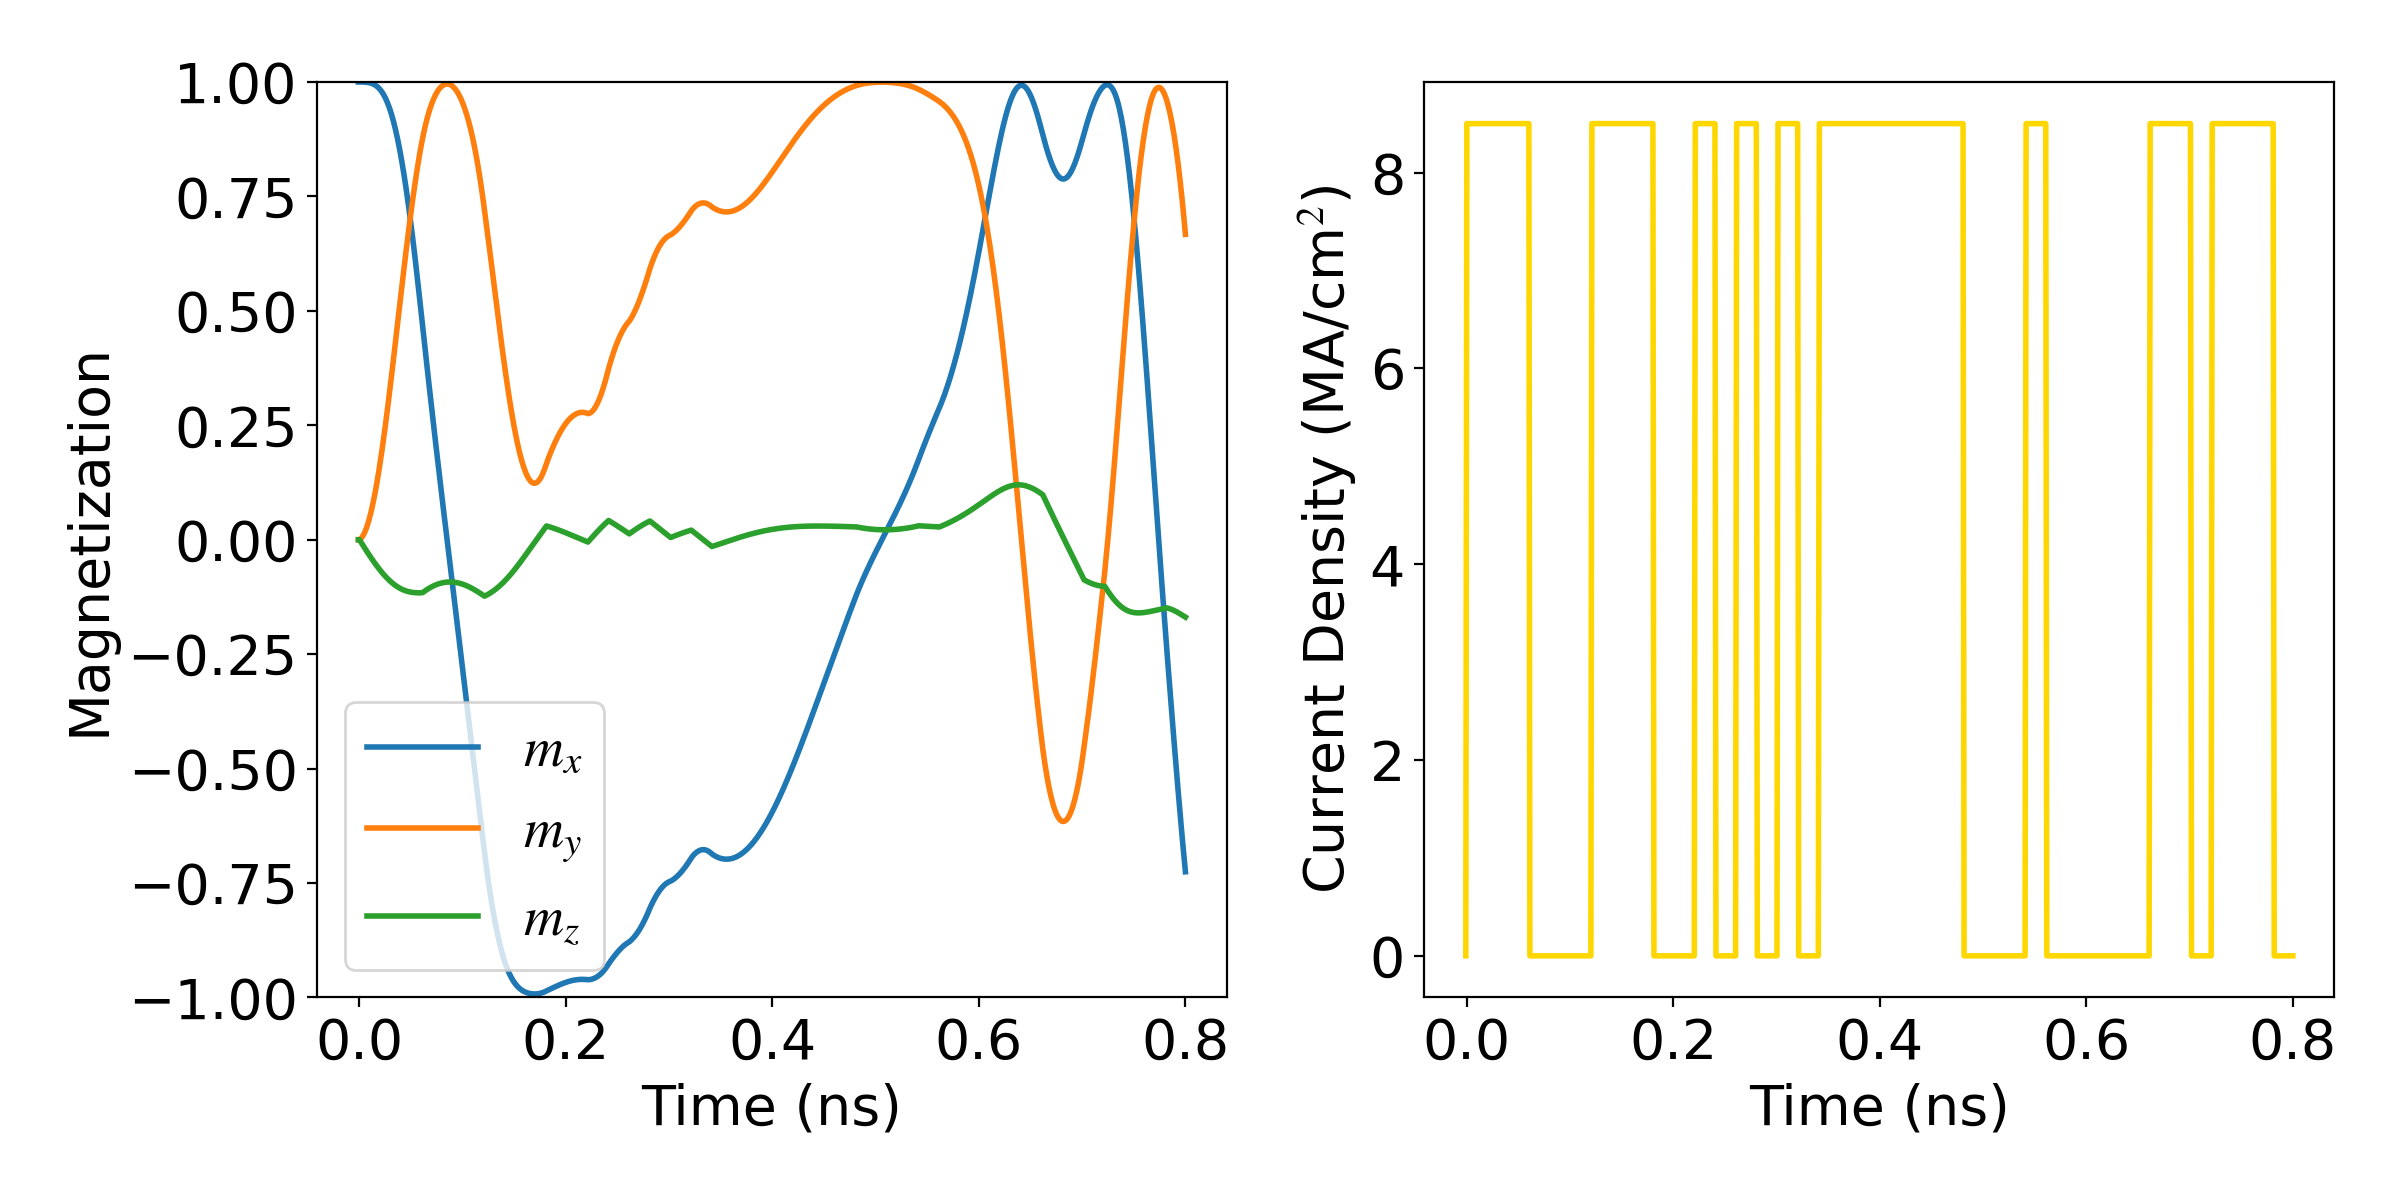 Magnetization
1.00
0.75
0.50
0.25
0.00
−0.25
−0.50
−0.75
−1.00
m_x
m_y
m_z
0.0 0.2 0.4 0.6 0.8
Time (ns)
Current Density (MA/cm²)
8
6
4
2
0
0.0 0.2 0.4 0.6 0.8
Time (ns)